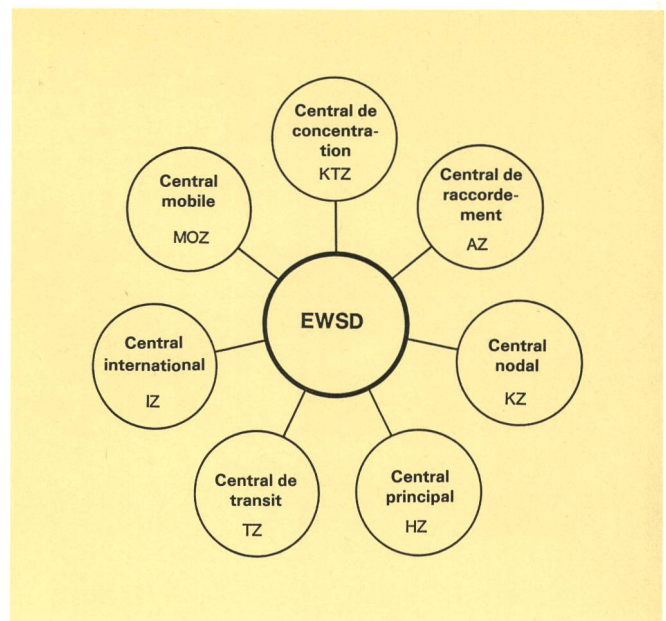 Central de
concentra-
tion
KTZ
Central
mobile
MOZ
Central de
raccorde-
ment
AZ
EWSD
Central
international
IZ
Central
nodal
KZ
Central de
transit
TZ
Central
principal
HZ